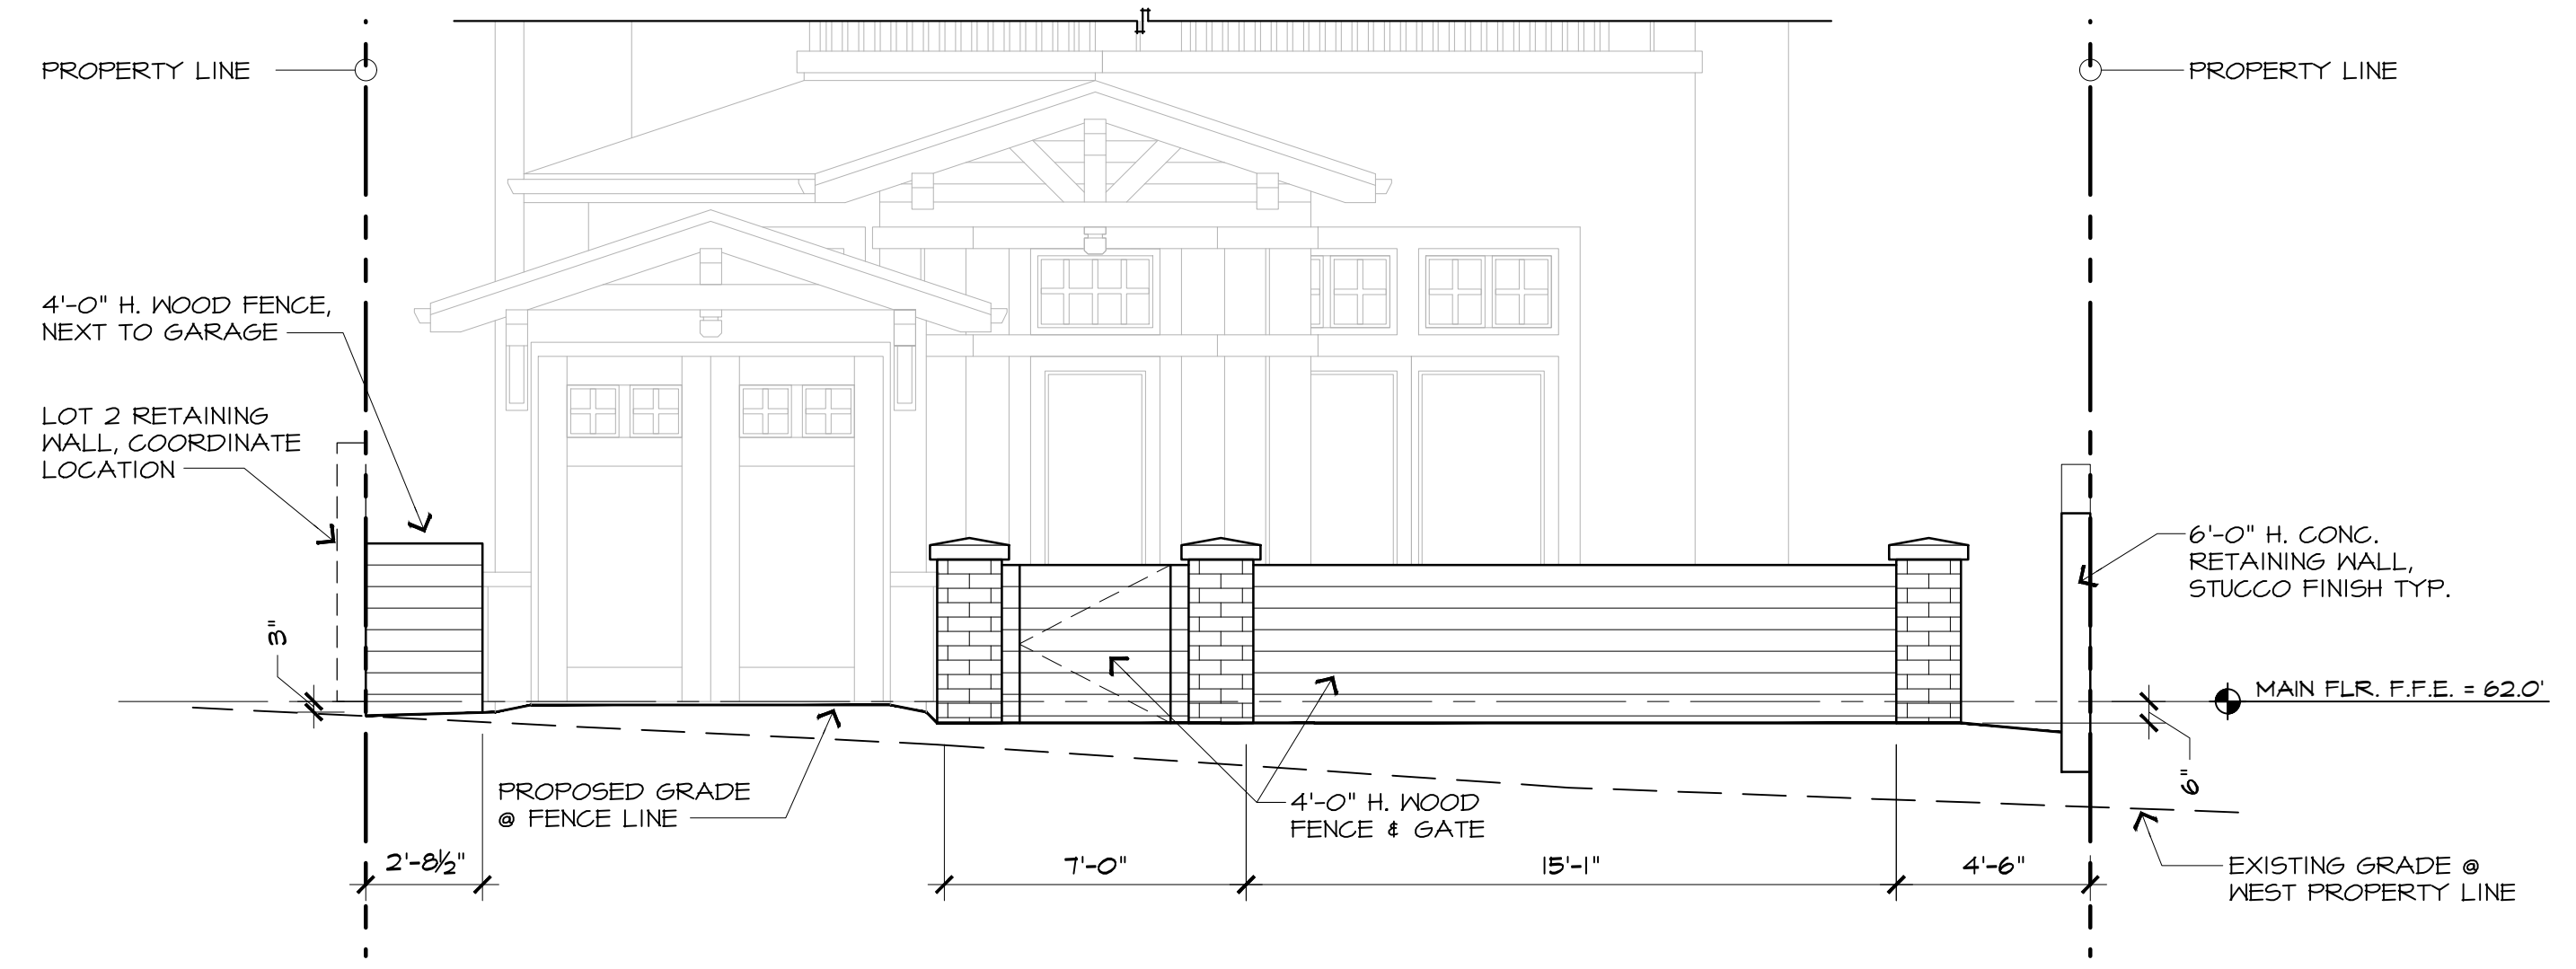 PROPERTY LINE
PROPERTY LINE
4'-0" H. WOOD FENCE,
NEXT TO GARAGE
LOT 2 RETAINING
WALL, COORDINATE
LOCATION
6'-0" H. CONC.
RETAINING WALL,
STUCCO FINISH TYP.
3"
MAIN FLR. F.F.E. = 62.0'
6"
PROPOSED GRADE
@ FENCE LINE
4'-0" H. WOOD
FENCE & GATE
2'-8½"
7'-0"
15'-1"
4'-6"
EXISTING GRADE @
WEST PROPERTY LINE